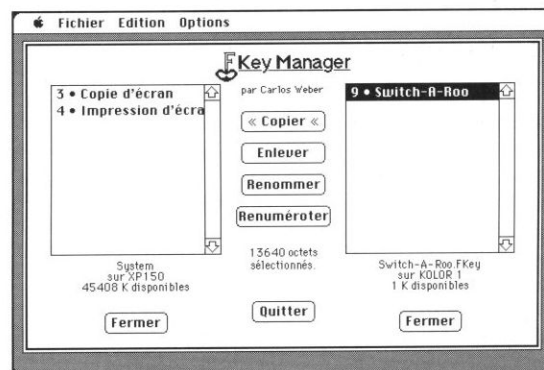 Fichier Edition Options
FKey Manager
par Carlos Weber
3 • Copie d'écran
4 • Impression d'écra
9 • Switch-A-Roo
« Copier «
Enlever
Renommer
Renuméroter
13640 octets
sélectionnés.
Quitter
System
sur XP150
45408 K disponibles
Fermer
Switch-A-Roo.FKey
sur KOLOR 1
1 K disponibles
Fermer